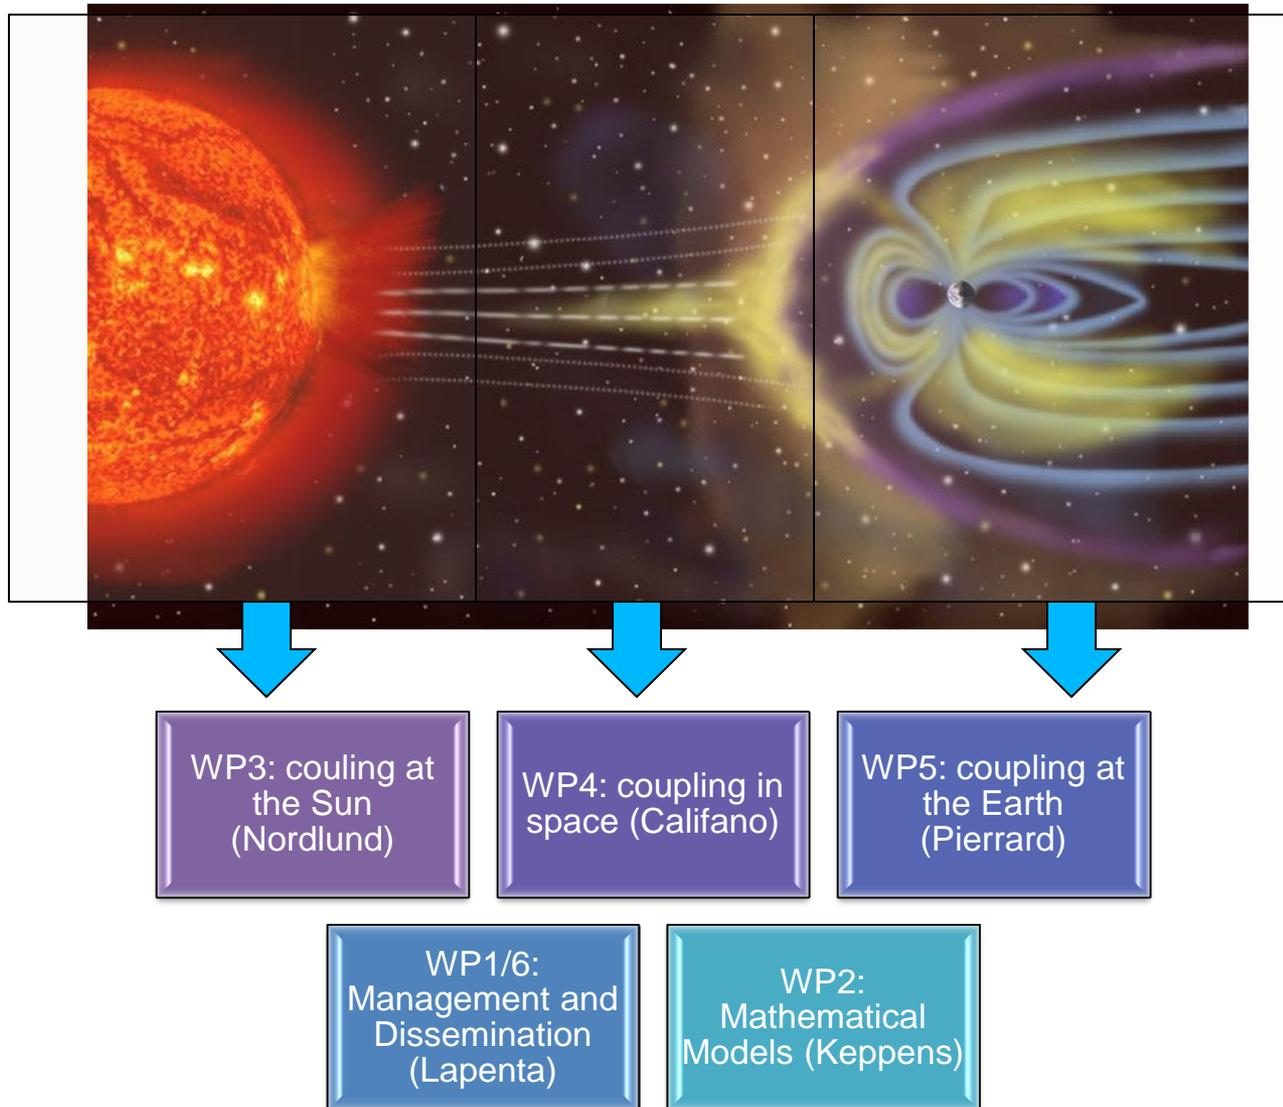 WP3: couling at
the Sun
(Nordlund)
WP4: coupling in
space (Califano)
WP5: coupling at
the Earth
(Pierrard)
WP1/6:
Management and
Dissemination
(Lapenta)
WP2:
Mathematical
Models (Keppens)